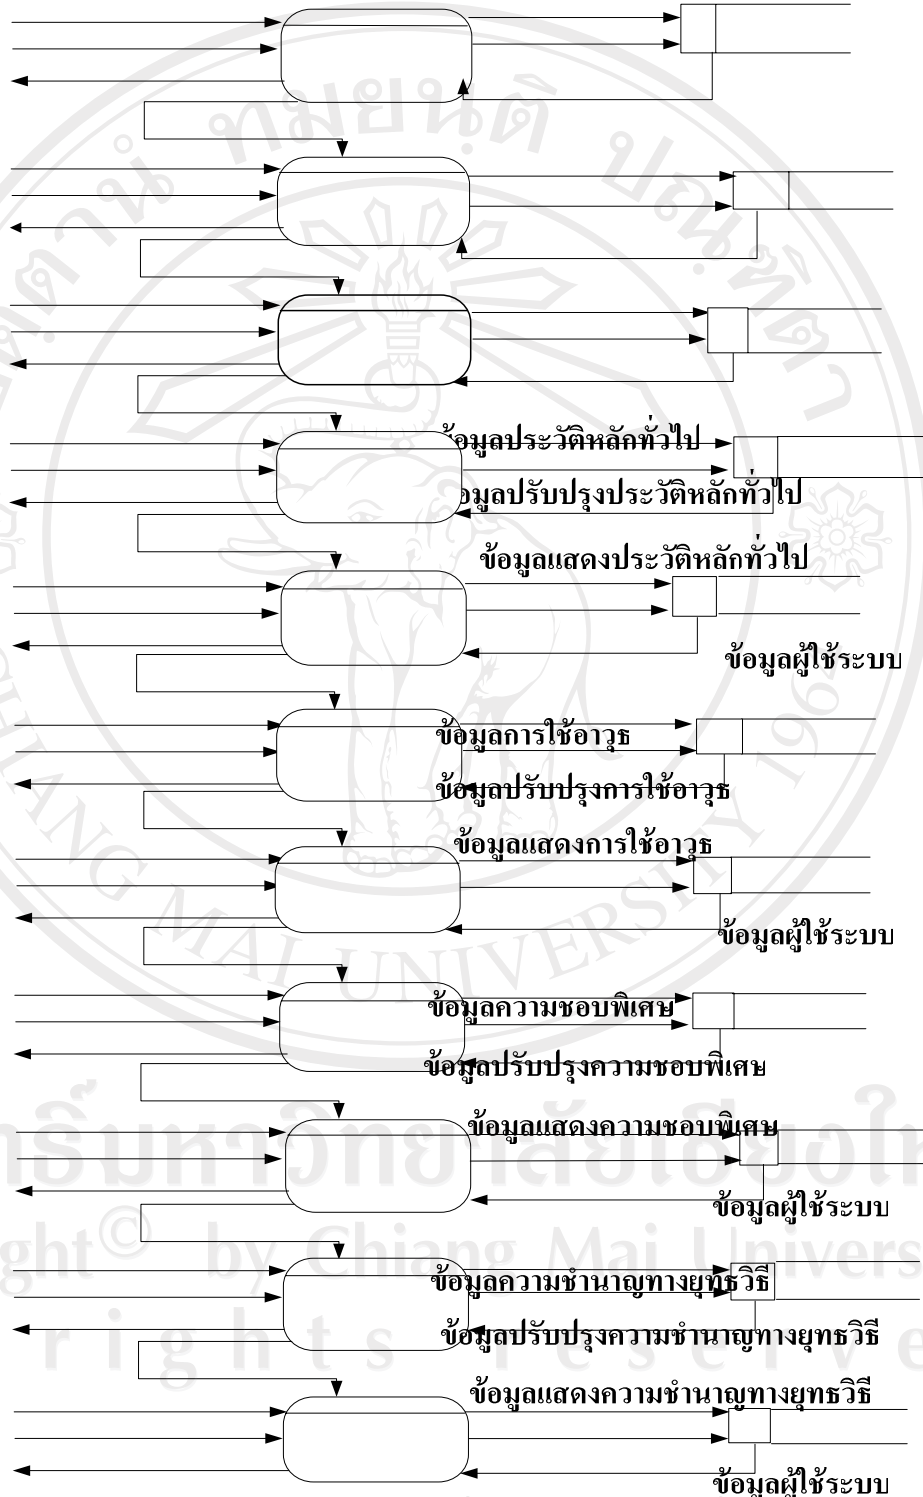 ข้อมูลประวัติหลักทั่วไป
ข้อมูลปรับปรุงประวัติหลักทั่วไป
ข้อมูลแสดงประวัติหลักทั่วไป
ข้อมูลผู้ใช้ระบบ
ข้อมูลการใช้อาวุธ
ข้อมูลปรับปรุงการใช้อาวุธ
ข้อมูลแสดงการใช้อาวุธ
ข้อมูลผู้ใช้ระบบ
ข้อมูลความชอบพิเศษ
ข้อมูลปรับปรุงความชอบพิเศษ
ข้อมูลแสดงความชอบพิเศษ
ข้อมูลผู้ใช้ระบบ
ข้อมูลความชำนาญทางยุทธวิธี
ข้อมูลปรับปรุงความชำนาญทางยุทธวิธี
ข้อมูลแสดงความชำนาญทางยุทธวิธี
ข้อมูลผู้ใช้ระบบ
CHIANG MAI UNIVERSITY 1964
ght © by Chiang Mai Univers
rights reserve